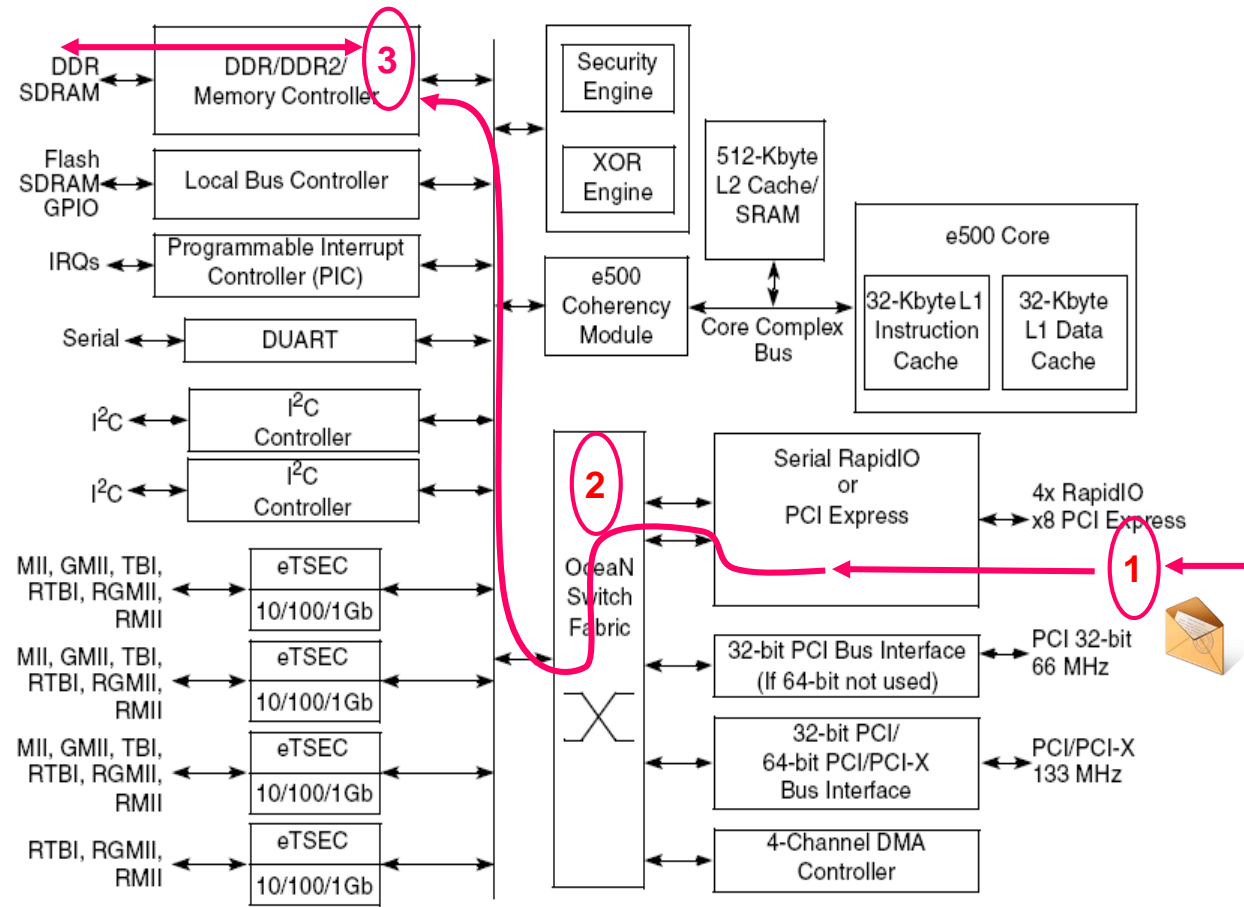 DDR
SDRAM
DDR/DDR2/
Memory Controller
3
Flash
SDRAM
GPIO
Local Bus Controller
IRQs
Programmable Interrupt
Controller (PIC)
Serial
DUART
I2C
I2C
Controller
I2C
I2C
Controller
MII, GMII, TBI,
RTBI, RGMII,
RMII
eTSEC
10/100/1Gb
MII, GMII, TBI,
RTBI, RGMII,
RMII
eTSEC
10/100/1Gb
MII, GMII, TBI,
RTBI, RGMII,
RMII
eTSEC
10/100/1Gb
RTBI, RGMII,
RMII
eTSEC
10/100/1Gb
Security
Engine
XOR
Engine
512-Kbyte
L2 Cache/
SRAM
e500
Coherency
Module
Core Complex
Bus
e500 Core
32-Kbyte L1
Instruction
Cache
32-Kbyte
L1 Data
Cache
2
OceaN
Switch
Fabric
Serial RapidIO
or
PCI Express
4x RapidIO
x8 PCI Express
1
32-bit PCI Bus Interface
(If 64-bit not used)
PCI 32-bit
66 MHz
32-bit PCI/
64-bit PCI/PCI-X
Bus Interface
PCI/PCI-X
133 MHz
4-Channel DMA
Controller